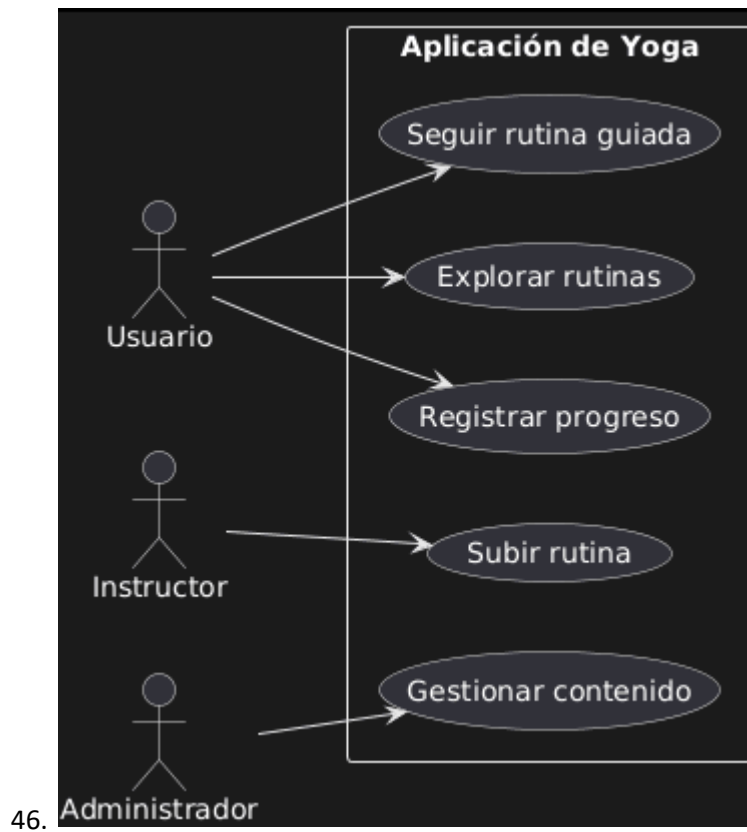 Aplicación de Yoga
Seguir rutina guiada
Explorar rutinas
Usuario
Registrar progreso
Subir rutina
Instructor
Gestionar contenido
46.
Administrador